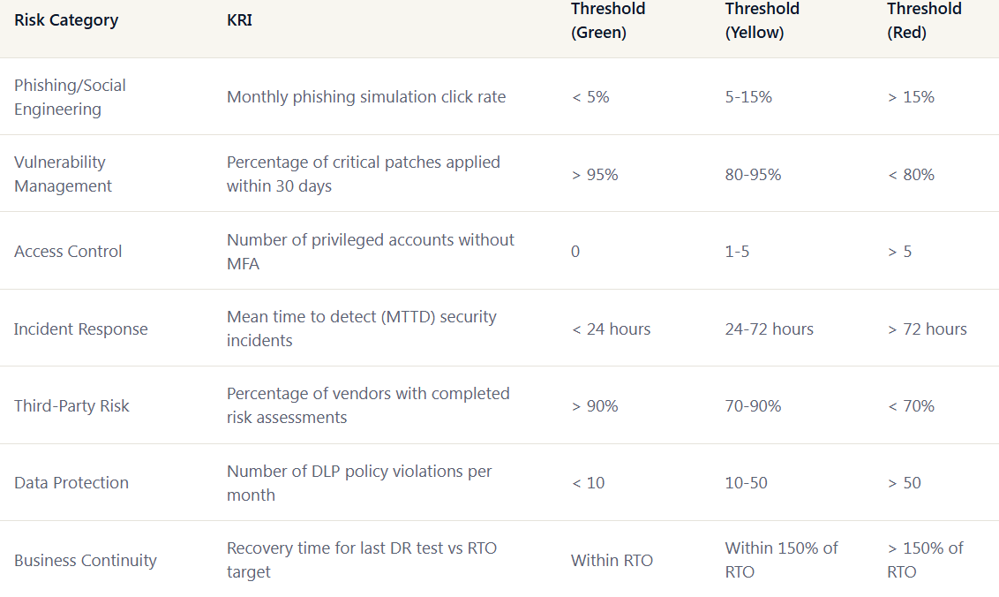 Risk Category KRI Threshold (Green) Threshold (Yellow) Threshold (Red)
Phishing/Social Engineering Monthly phishing simulation click rate < 5% 5-15% > 15%
Vulnerability Management Percentage of critical patches applied within 30 days > 95% 80-95% < 80%
Access Control Number of privileged accounts without MFA 0 1-5 > 5
Incident Response Mean time to detect (MTTD) security incidents < 24 hours 24-72 hours > 72 hours
Third-Party Risk Percentage of vendors with completed risk assessments > 90% 70-90% < 70%
Data Protection Number of DLP policy violations per month < 10 10-50 > 50
Business Continuity Recovery time for last DR test vs RTO target Within RTO Within 150% of RTO > 150% of RTO